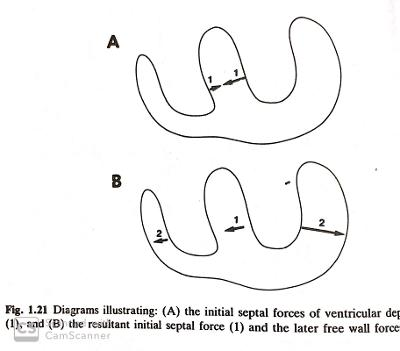 A
1 1
B
2 1 2
Fig. 1.21 Diagrams illustrating: (A) the initial septal forces of ventricular dep
(1), and (B) the resultant initial septal force (1) and the later free wall force
CS
CamScanner